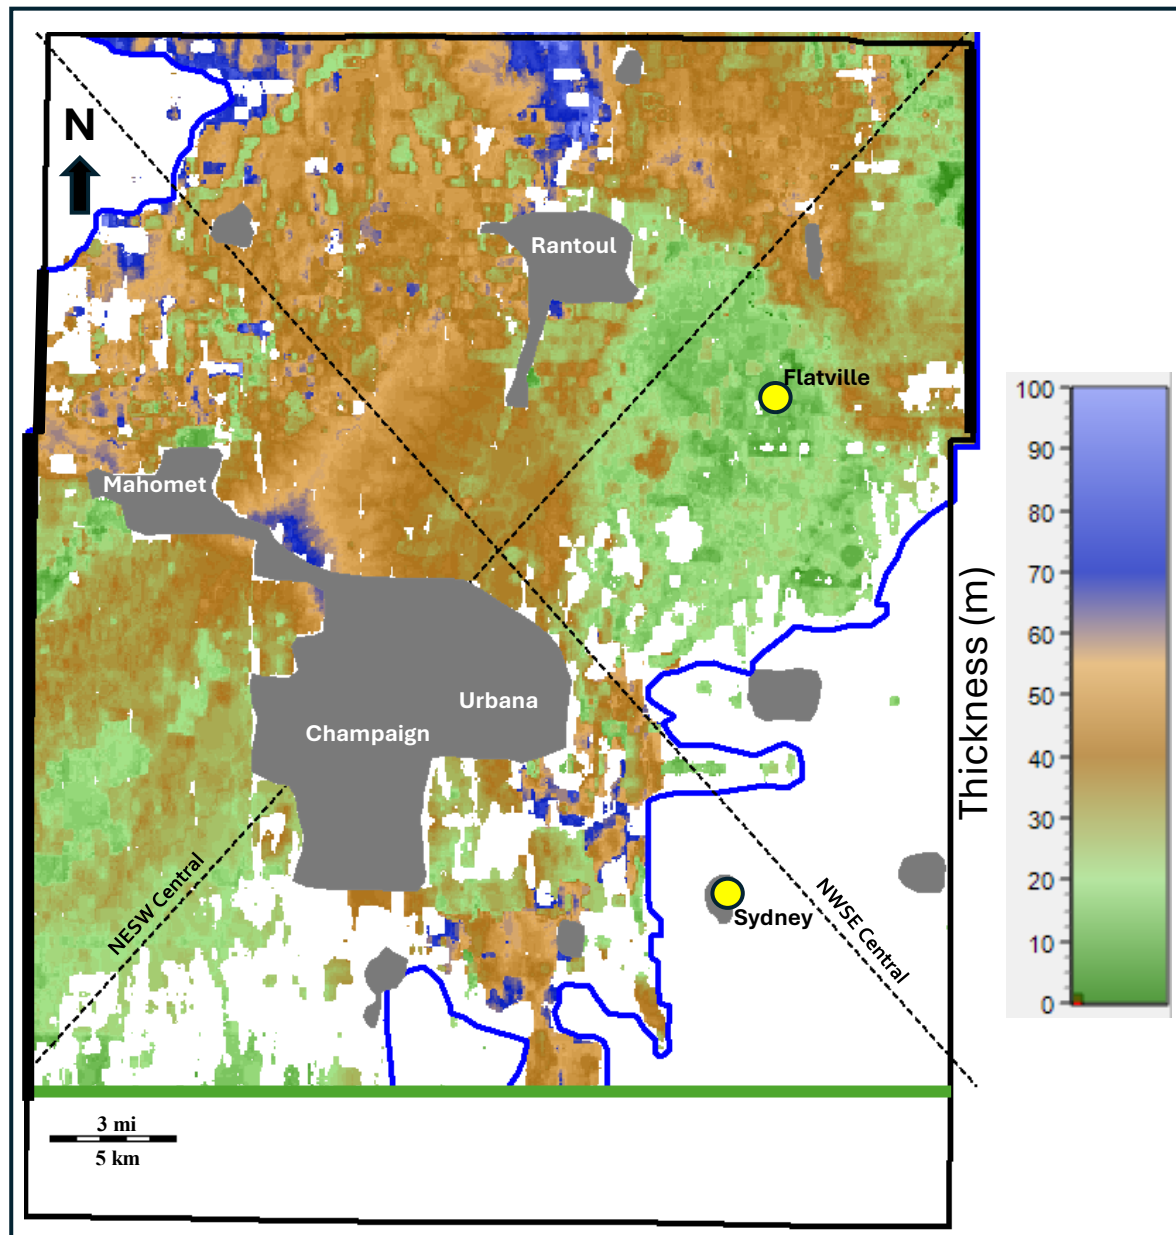 N
Rantoul
Flatville
Mahomet
Urbana
Champaign
NESW Central
NWSE Central
Sydney
3 mi
5 km
Thickness (m)
100
90
80
70
60
50
40
30
20
10
0